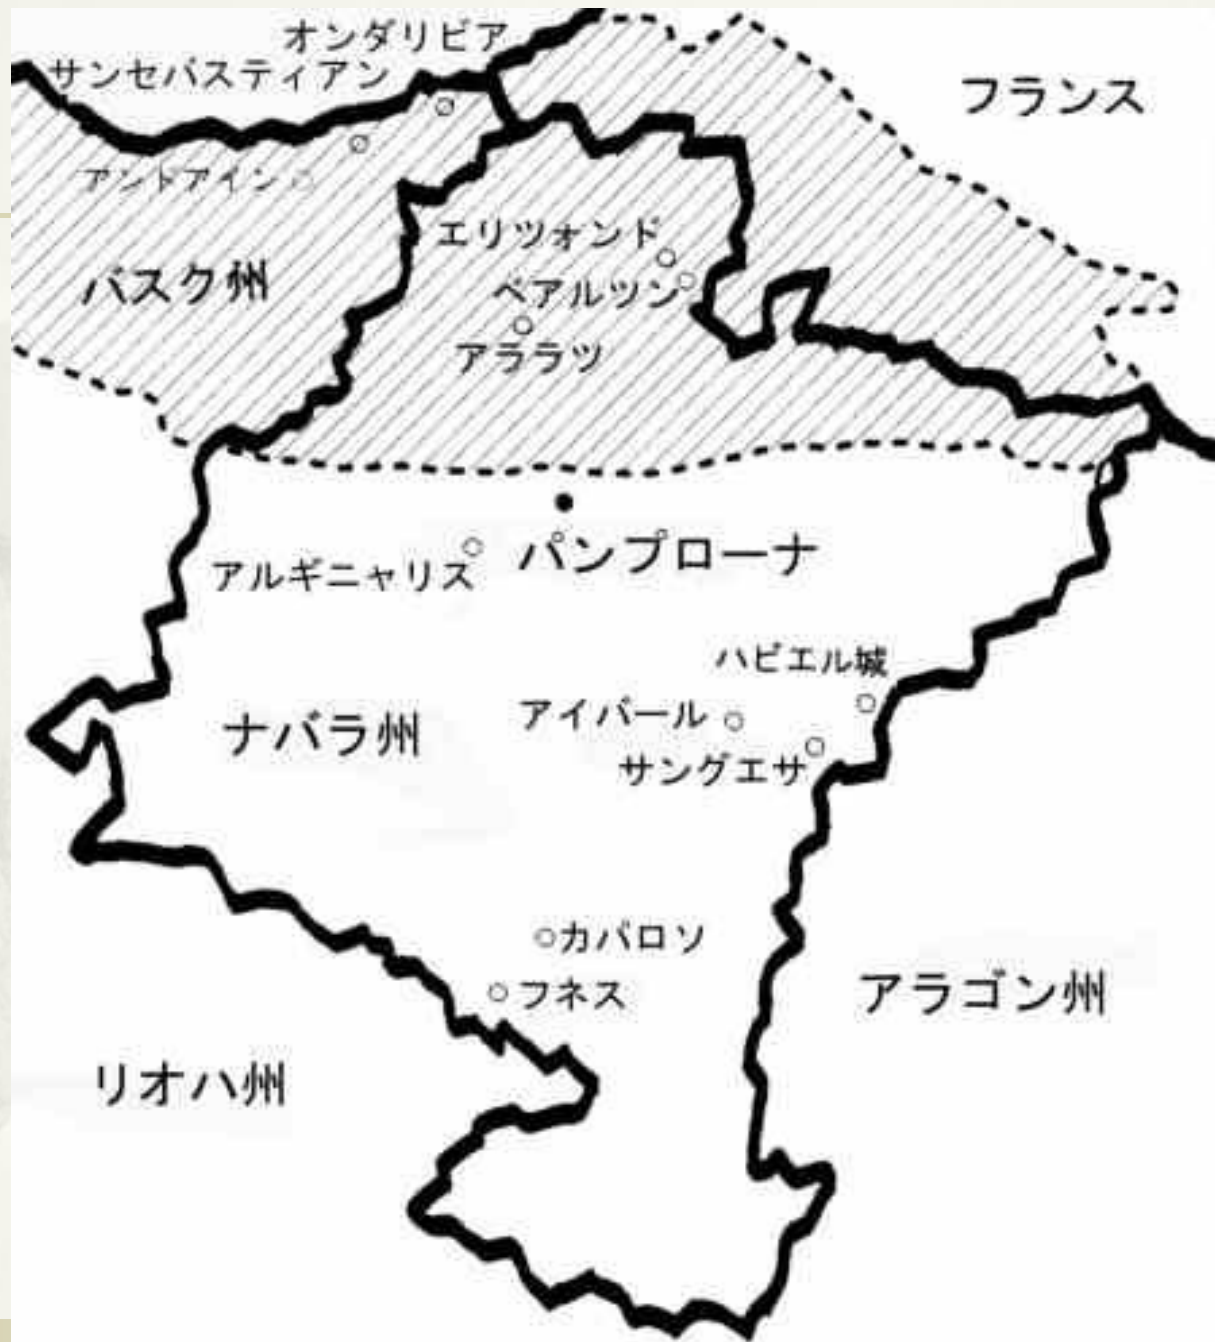 オンダリビア
サンセバスティアン
フランス
アントアイン
エリツォンド
バスク州
ベアルツン
アララツ
パンプローナ
アルギニャリス
ハビエル城
アイバール
ナバラ州
サングエサ
カバロソ
フネス
アラゴン州
リオハ州